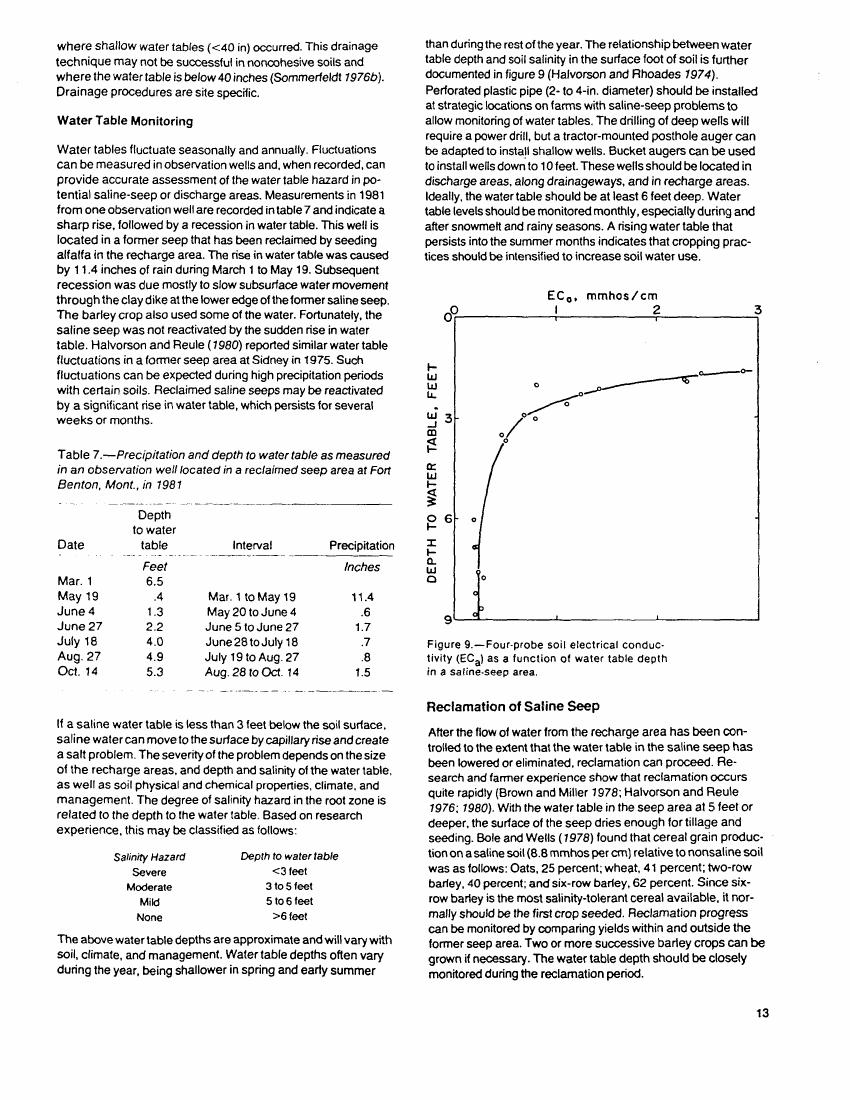 where shallow water tables (<40 in) occurred. This drainage
technique may not be successful in noncohesive soils and
where the water table is below 40 inches (Sommerfeldt 1976b).
Drainage procedures are site specific.
Water Table Monitoring
Water tables fluctuate seasonally and annually. Fluctuations
can be measured in observation wells and, when recorded, can
provide accurate assessment of the water table hazard in po-
tential saline-seep or discharge areas. Measurements in 1981
from one observation well are recorded in table 7 and indicate a
sharp rise, followed by a recession in water table. This well is
located in a former seep that has been reclaimed by seeding
alfalfa in the recharge area. The rise in water table was caused
by 11.4 inches of rain during March 1 to May 19. Subsequent
recession was due mostly to slow subsurface water movement
through the clay dike at the lower edge of the former saline seep.
The barley crop also used some of the water. Fortunately, the
saline seep was not reactivated by the sudden rise in water
table. Halvorson and Reule (1980) reported similar water table
fluctuations in a former seep area at Sidney in 1975. Such
fluctuations can be expected during high precipitation periods
with certain soils. Reclaimed saline seeps may be reactivated
by a significant rise in water table, which persists for several
weeks or months.
Table 7.—Precipitation and depth to water table as measured
in an observation well located in a reclaimed seep area at Fort
Benton, Mont., in 1981
Depth
to water
Date table Interval Precipitation
Feet Inches
Mar. 1 6.5
May 19 .4 Mar. 1 to May 19 11.4
June 4 1.3 May 20 to June 4 .6
June 27 2.2 June 5 to June 27 1.7
July 18 4.0 June 28 to July 18 .7
Aug. 27 4.9 July 19 to Aug. 27 .8
Oct. 14 5.3 Aug. 28 to Oct. 14 1.5
If a saline water table is less than 3 feet below the soil surface,
saline water can move to the surface by capillary rise and create
a salt problem. The severity of the problem depends on the size
of the recharge areas, and depth and salinity of the water table,
as well as soil physical and chemical properties, climate, and
management. The degree of salinity hazard in the root zone is
related to the depth to the water table. Based on research
experience, this may be classified as follows:
Salinity Hazard Depth to water table
Severe <3 feet
Moderate 3 to 5 feet
Mild 5 to 6 feet
None >6 feet
The above water table depths are approximate and will vary with
soil, climate, and management. Water table depths often vary
during the year, being shallower in spring and early summer
than during the rest of the year. The relationship between water
table depth and soil salinity in the surface foot of soil is further
documented in figure 9 (Halvorson and Rhoades 1974).
Perforated plastic pipe (2- to 4-in. diameter) should be installed
at strategic locations on farms with saline-seep problems to
allow monitoring of water tables. The drilling of deep wells will
require a power drill, but a tractor-mounted posthole auger can
be adapted to install shallow wells. Bucket augers can be used
to install wells down to 10 feet. These wells should be located in
discharge areas, along drainageways, and in recharge areas.
Ideally, the water table should be at least 6 feet deep. Water
table levels should be monitored monthly, especially during and
after snowmelt and rainy seasons. A rising water table that
persists into the summer months indicates that cropping prac-
tices should be intensified to increase soil water use.
ECa, mmhos/cm
0 1 2 3
0
3
6
9
DEPTH TO WATER TABLE, FEET
Figure 9.—Four-probe soil electrical conduc-
tivity (ECa) as a function of water table depth
in a saline-seep area.
Reclamation of Saline Seep
After the flow of water from the recharge area has been con-
trolled to the extent that the water table in the saline seep has
been lowered or eliminated, reclamation can proceed. Re-
search and farmer experience show that reclamation occurs
quite rapidly (Brown and Miller 1978; Halvorson and Reule
1976; 1980). With the water table in the seep area at 5 feet or
deeper, the surface of the seep dries enough for tillage and
seeding. Bole and Wells (1978) found that cereal grain produc-
tion on a saline soil (8.8 mmhos per cm) relative to nonsaline soil
was as follows: Oats, 25 percent; wheat, 41 percent; two-row
barley, 40 percent; and six-row barley, 62 percent. Since six-
row barley is the most salinity-tolerant cereal available, it nor-
mally should be the first crop seeded. Reclamation progress
can be monitored by comparing yields within and outside the
former seep area. Two or more successive barley crops can be
grown if necessary. The water table depth should be closely
monitored during the reclamation period.
13